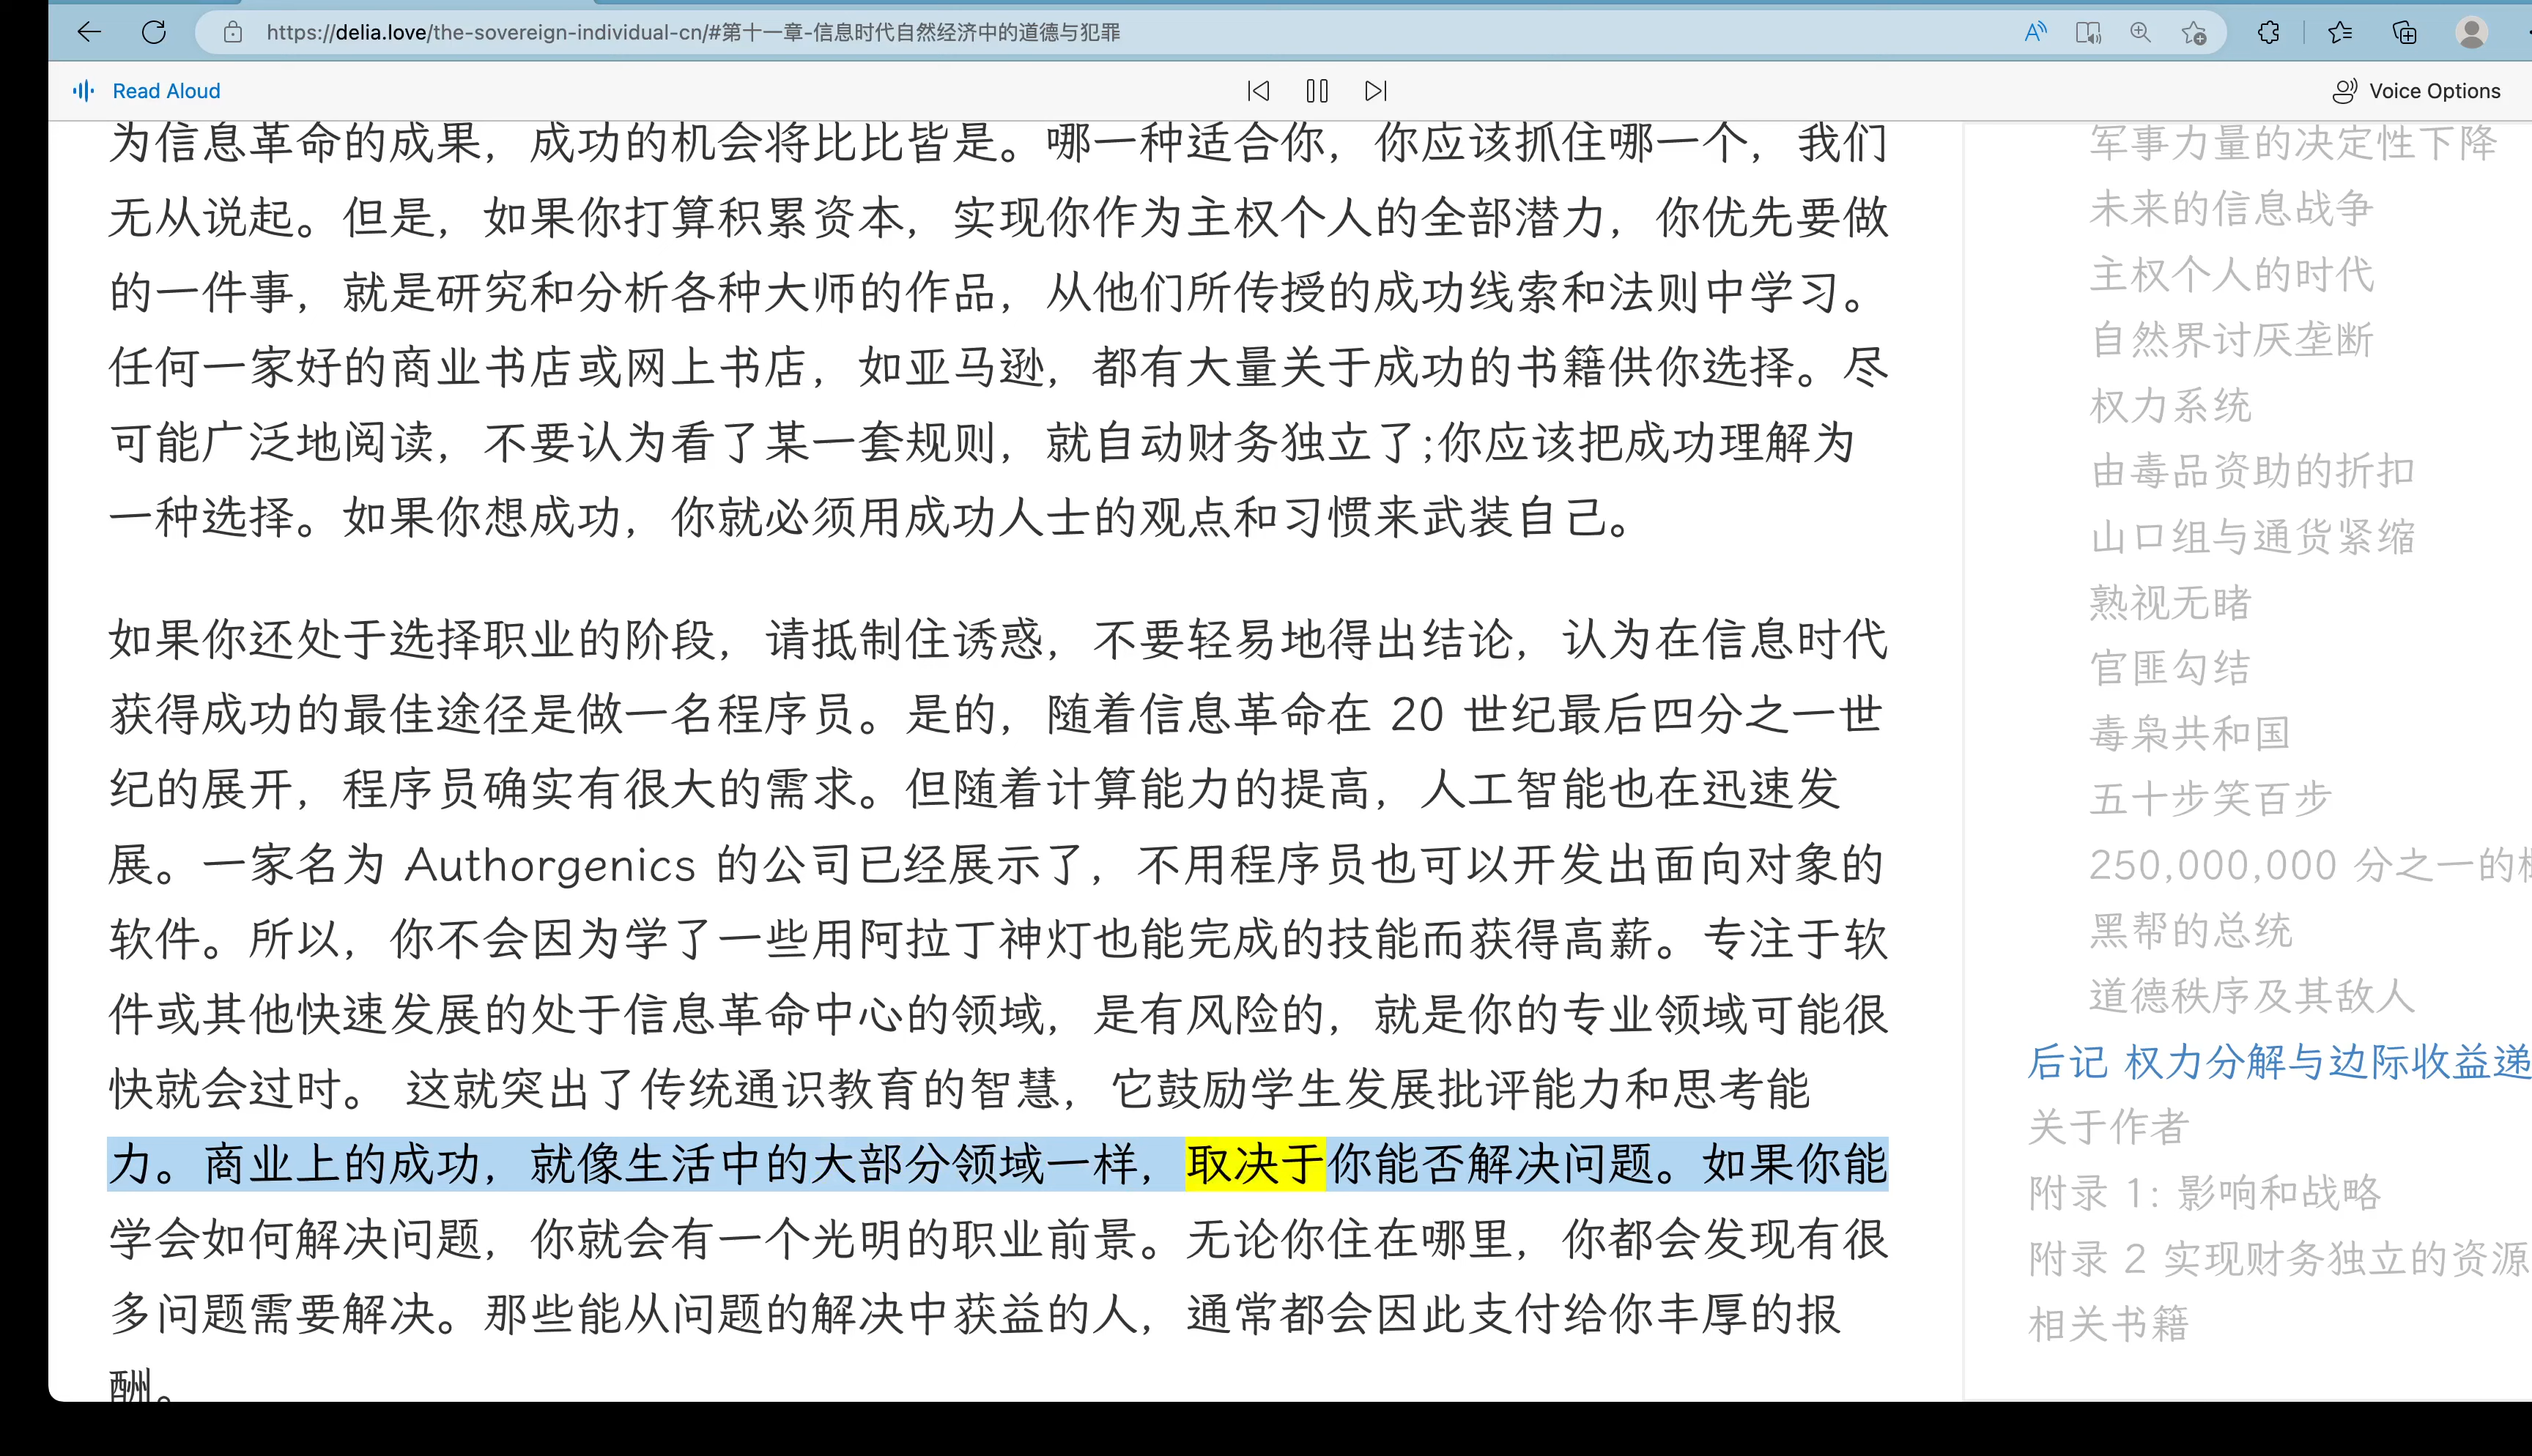 https://delia.love/the-sovereign-individual-cn/#第十一章-信息时代自然经济中的道德与犯罪
Read Aloud
Voice Options
为信息革命的成果，成功的机会将比比皆是。哪一种适合你，你应该抓住哪一个，我们
无从说起。但是，如果你打算积累资本，实现你作为主权个人的全部潜力，你优先要做
的一件事，就是研究和分析各种大师的作品，从他们所传授的成功线索和法则中学习。
任何一家好的商业书店或网上书店，如亚马逊，都有大量关于成功的书籍供你选择。尽
可能广泛地阅读，不要认为看了某一套规则，就自动财务独立了;你应该把成功理解为
一种选择。如果你想成功，你就必须用成功人士的观点和习惯来武装自己。
如果你还处于选择职业的阶段，请抵制住诱惑，不要轻易地得出结论，认为在信息时代
获得成功的最佳途径是做一名程序员。是的，随着信息革命在 20 世纪最后四分之一世
纪的展开，程序员确实有很大的需求。但随着计算能力的提高，人工智能也在迅速发
展。一家名为 Authorgenics 的公司已经展示了，不用程序员也可以开发出面向对象的
软件。所以，你不会因为学了一些用阿拉丁神灯也能完成的技能而获得高薪。专注于软
件或其他快速发展的处于信息革命中心的领域，是有风险的，就是你的专业领域可能很
快就会过时。 这就突出了传统通识教育的智慧，它鼓励学生发展批评能力和思考能
力。商业上的成功，就像生活中的大部分领域一样，取决于你能否解决问题。如果你能
学会如何解决问题，你就会有一个光明的职业前景。无论你住在哪里，你都会发现有很
多问题需要解决。那些能从问题的解决中获益的人，通常都会因此支付给你丰厚的报
酬。
军事力量的决定性下降
未来的信息战争
主权个人的时代
自然界讨厌垄断
权力系统
由毒品资助的折扣
山口组与通货紧缩
熟视无睹
官匪勾结
毒枭共和国
五十步笑百步
250,000,000 分之一的
黑帮的总统
道德秩序及其敌人
后记 权力分解与边际收益递
关于作者
附录 1: 影响和战略
附录 2 实现财务独立的资源
相关书籍